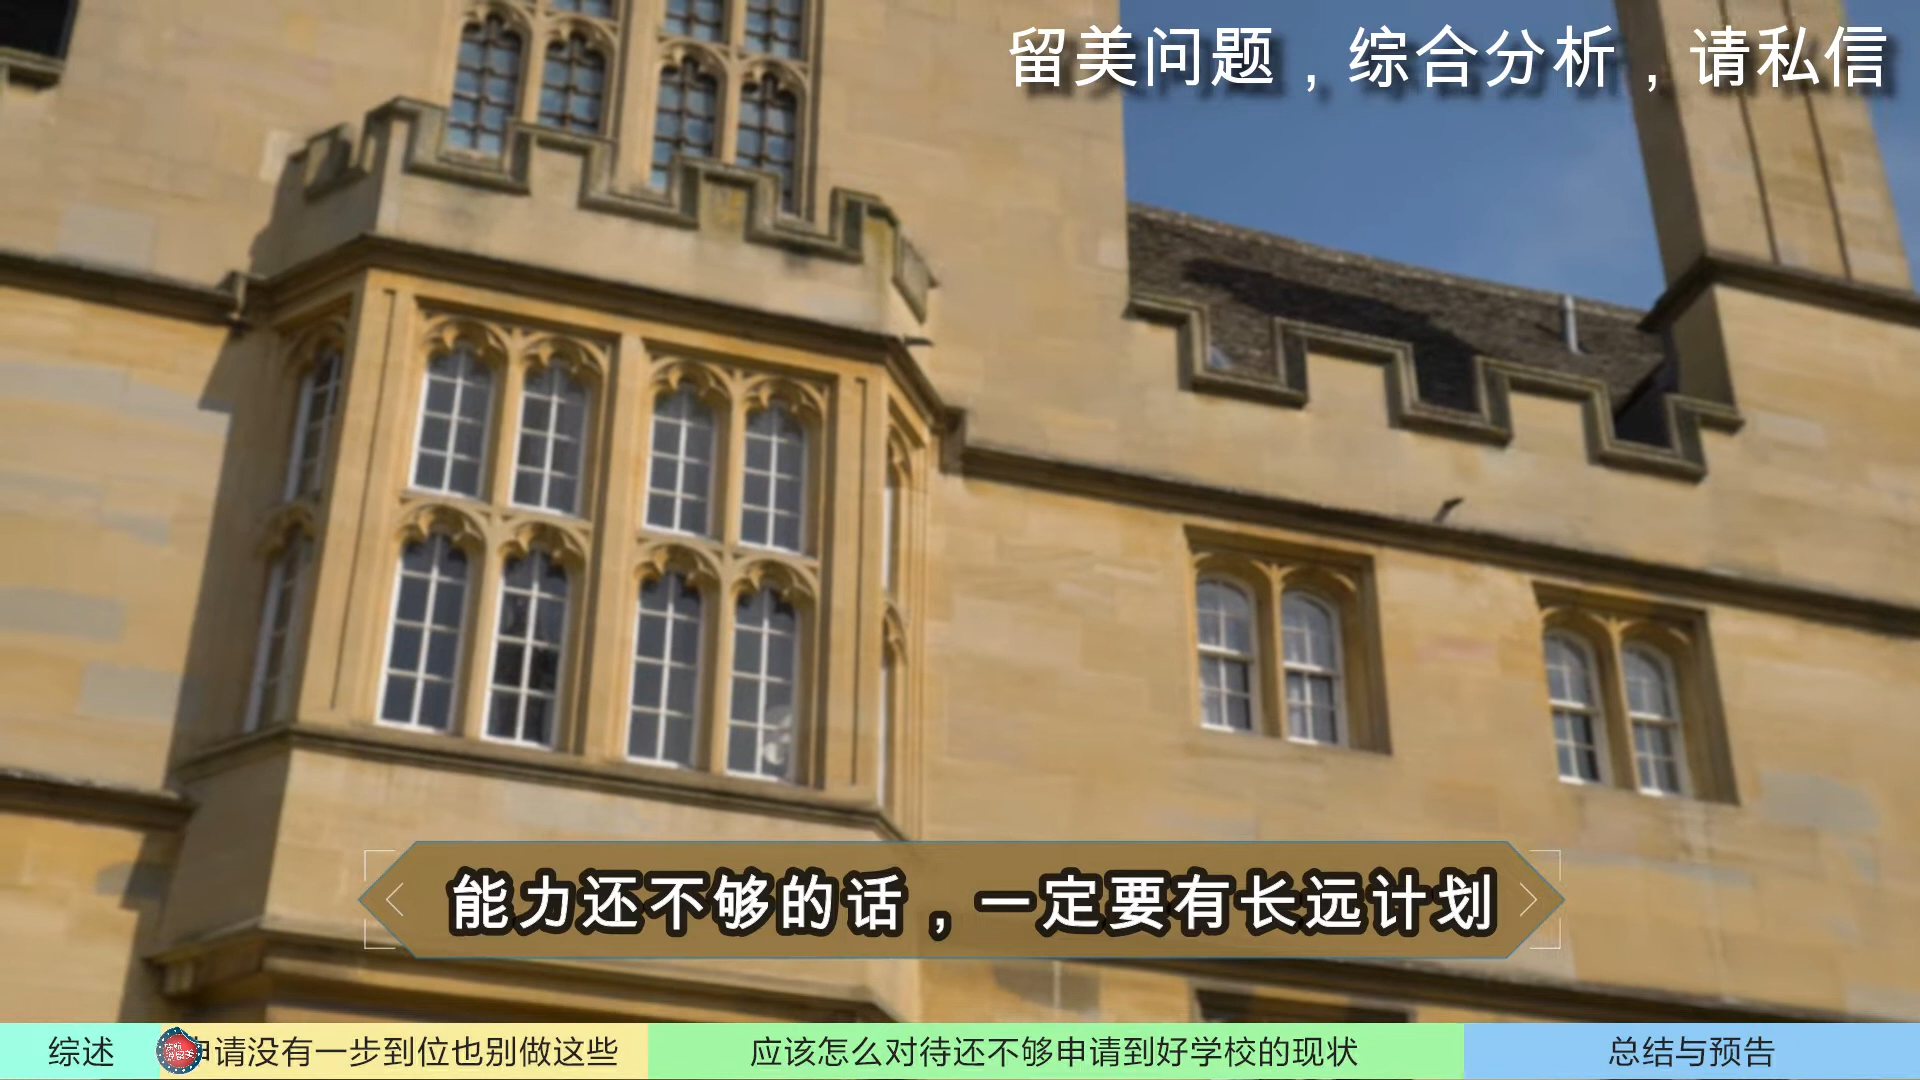 留美问题，综合分析，请私信
能力还不够的话，一定要有长远计划
综述
申请没有一步到位也别做这些
应该怎么对待还不够申请到好学校的现状
总结与预告